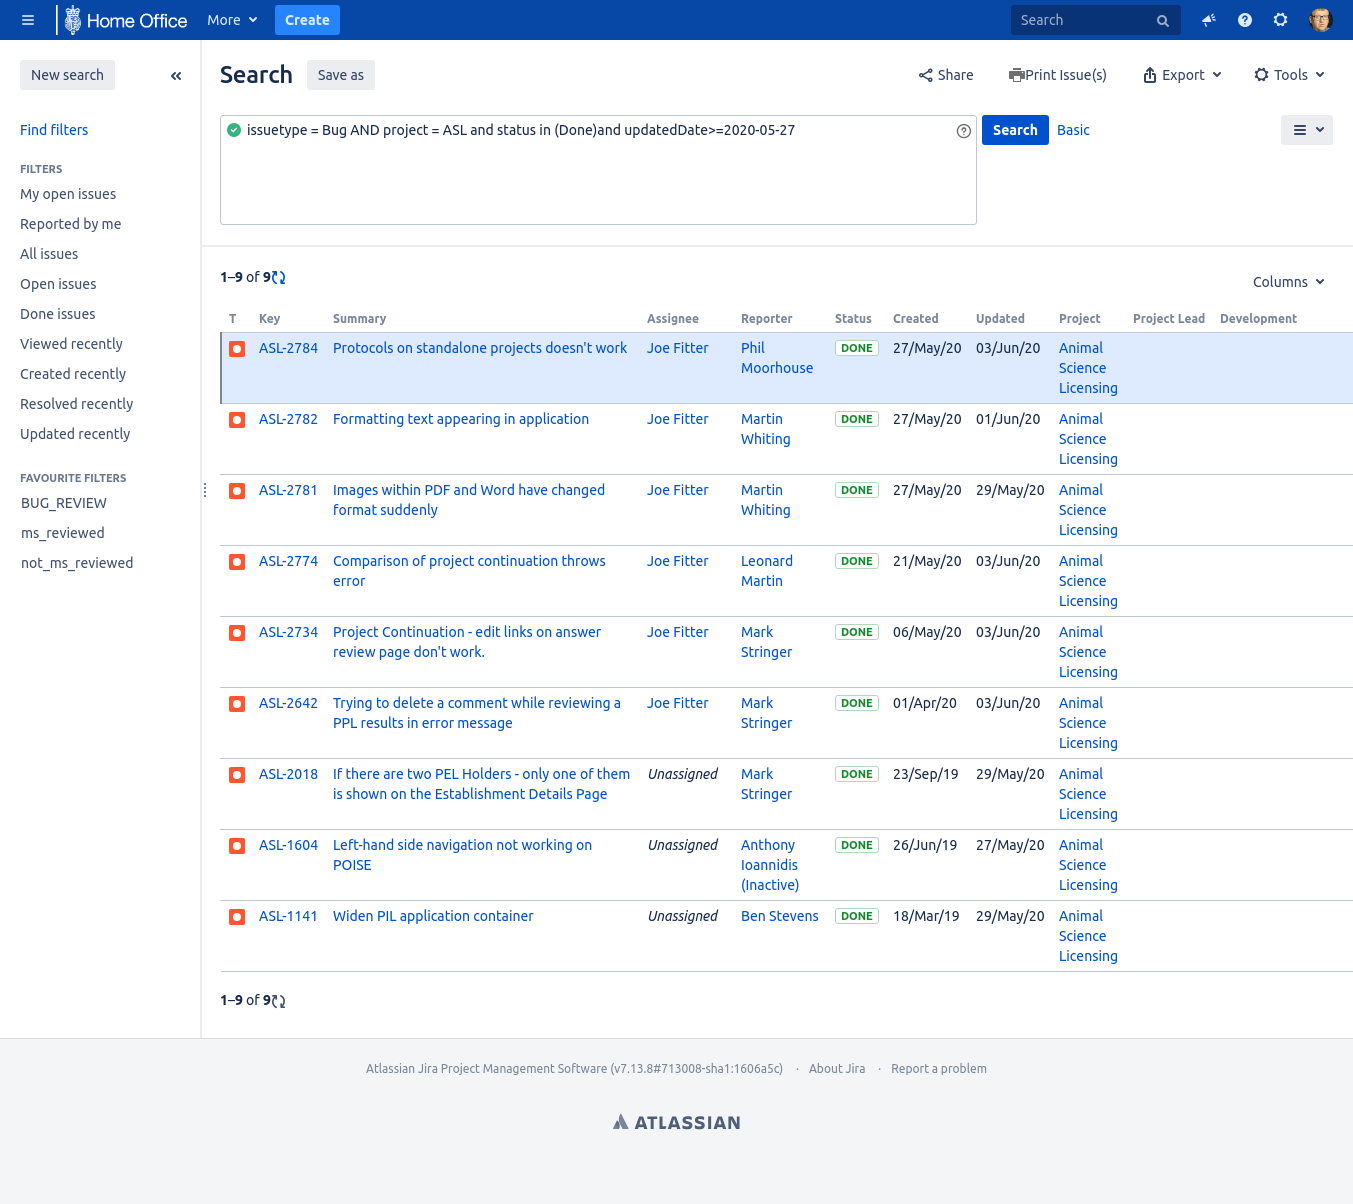 Home Office More Create Search
New search
Search Save as Share Print Issue(s) Export Tools
issuetype = Bug AND project = ASL and status in (Done)and updatedDate>=2020-05-27 Search Basic
Find filters
FILTERS
My open issues
Reported by me
All issues
Open issues
Done issues
Viewed recently
Created recently
Resolved recently
Updated recently
FAVOURITE FILTERS
BUG_REVIEW
ms_reviewed
not_ms_reviewed
1–9 of 9
Columns
T Key Summary Assignee Reporter Status Created Updated Project Project Lead Development
ASL-2784 Protocols on standalone projects doesn't work Joe Fitter Phil DONE 27/May/20 03/Jun/20 Animal
Moorhouse Science
Licensing
ASL-2782 Formatting text appearing in application Joe Fitter Martin DONE 27/May/20 01/Jun/20 Animal
Whiting Science
Licensing
ASL-2781 Images within PDF and Word have changed Joe Fitter Martin DONE 27/May/20 29/May/20 Animal
format suddenly Whiting Science
Licensing
ASL-2774 Comparison of project continuation throws Joe Fitter Leonard DONE 21/May/20 03/Jun/20 Animal
error Martin Science
Licensing
ASL-2734 Project Continuation - edit links on answer Joe Fitter Mark DONE 06/May/20 03/Jun/20 Animal
review page don't work. Stringer Science
Licensing
ASL-2642 Trying to delete a comment while reviewing a Joe Fitter Mark DONE 01/Apr/20 03/Jun/20 Animal
PPL results in error message Stringer Science
Licensing
ASL-2018 If there are two PEL Holders - only one of them Unassigned Mark DONE 23/Sep/19 29/May/20 Animal
is shown on the Establishment Details Page Stringer Science
Licensing
ASL-1604 Left-hand side navigation not working on Unassigned Anthony DONE 26/Jun/19 27/May/20 Animal
POISE Ioannidis Science
(Inactive) Licensing
ASL-1141 Widen PIL application container Unassigned Ben Stevens DONE 18/Mar/19 29/May/20 Animal
Science
Licensing
1–9 of 9
Atlassian Jira Project Management Software (v7.13.8#713008-sha1:1606a5c) · About Jira · Report a problem
ATLASSIAN